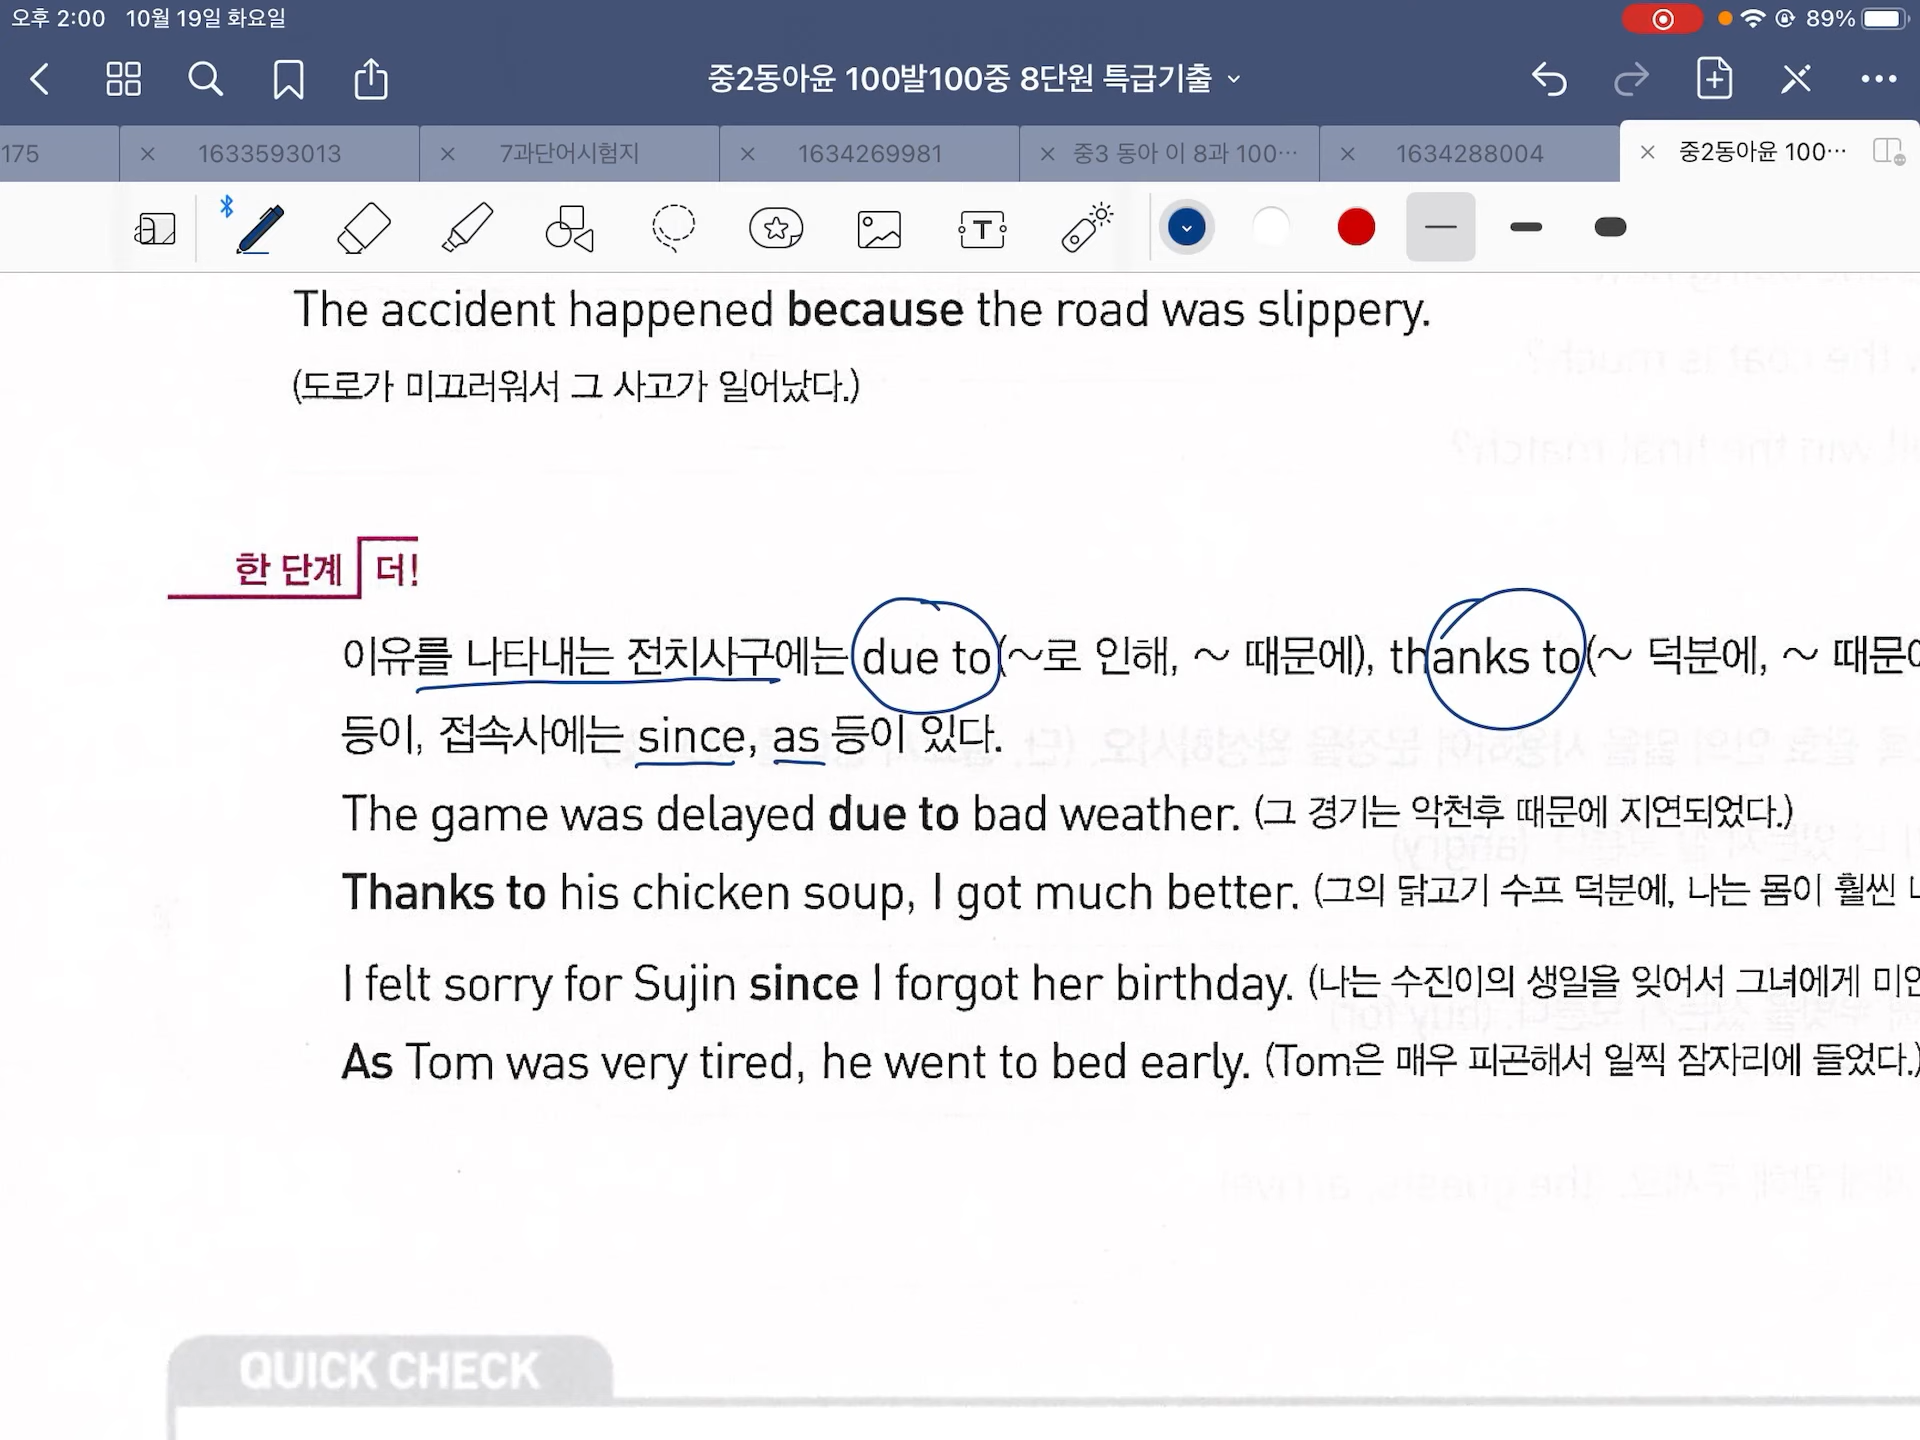 오후 2:00 10월 19일 화요일 89%
중2동아윤 100발100중 8단원 특급기출
175 × 1633593013 × 7과단어시험지 × 1634269981 × 중3 동아 이 8과 100… × 1634288004 × 중2동아윤 100…
The accident happened because the road was slippery.
(도로가 미끄러워서 그 사고가 일어났다.)
한 단계 더!
이유를 나타내는 전치사구에는 due to(~로 인해, ~ 때문에), thanks to(~ 덕분에, ~ 때문에
등이, 접속사에는 since, as 등이 있다.
The game was delayed due to bad weather. (그 경기는 악천후 때문에 지연되었다.)
Thanks to his chicken soup, I got much better. (그의 닭고기 수프 덕분에, 나는 몸이 훨씬
I felt sorry for Sujin since I forgot her birthday. (나는 수진이의 생일을 잊어서 그녀에게
As Tom was very tired, he went to bed early. (Tom은 매우 피곤해서 일찍 잠자리에 들었다.)
QUICK CHECK